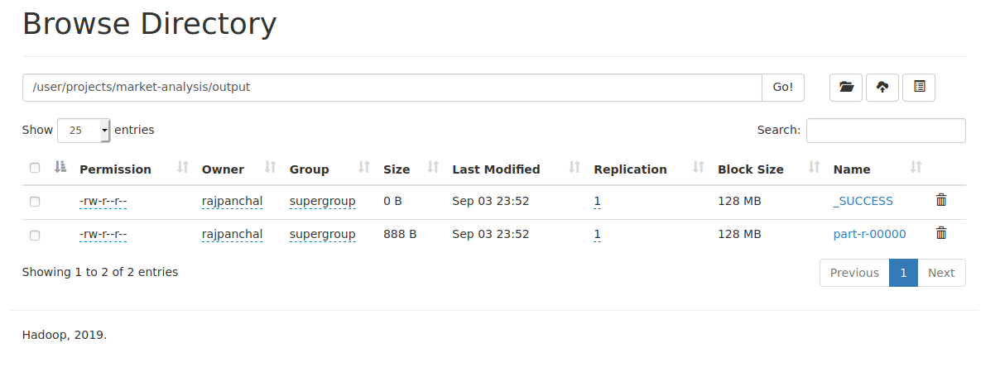 Browse Directory
/user/projects/market-analysis/output Go!
Show 25 entries Search:
Permission Owner Group Size Last Modified Replication Block Size Name
-rw-r--r-- rajpanchal supergroup 0 B Sep 03 23:52 1 128 MB _SUCCESS
-rw-r--r-- rajpanchal supergroup 888 B Sep 03 23:52 1 128 MB part-r-00000
Showing 1 to 2 of 2 entries Previous 1 Next
Hadoop, 2019.